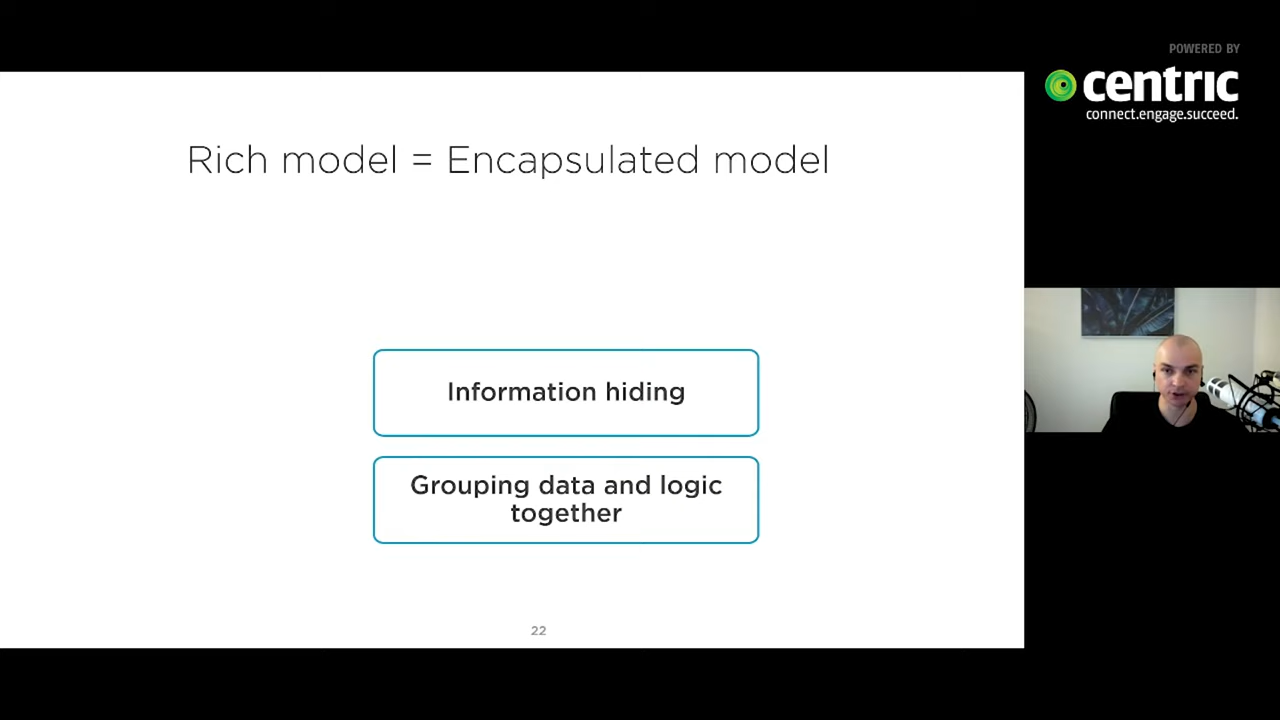 POWERED BY
centric
connect.engage.succeed.
Rich model = Encapsulated model
Information hiding
Grouping data and logic
together
22